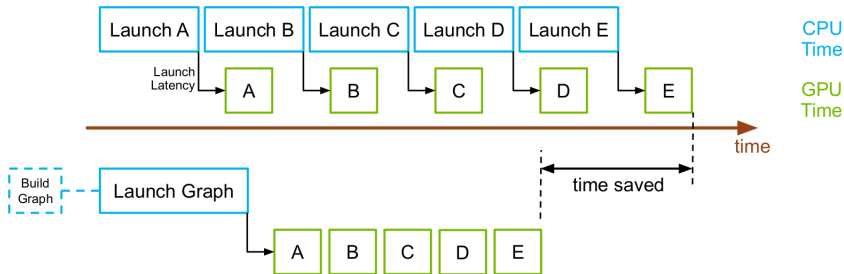 Launch A
Launch B
Launch C
Launch D
Launch E
CPU
Time
Launch
Latency
A
B
C
D
E
GPU
Time
time
Build
Graph
Launch Graph
time saved
A
B
C
D
E